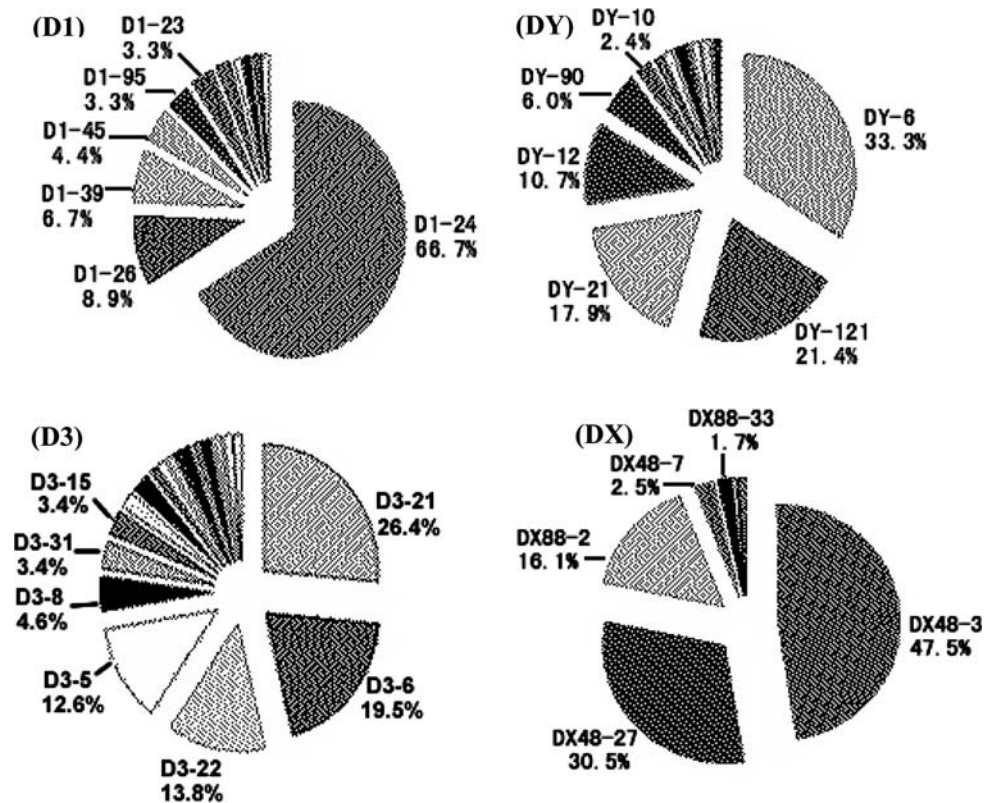 (D1)
D1-23
3.3%
D1-95
3.3%
D1-45
4.4%
D1-39
6.7%
D1-26
8.9%
D1-24
66.7%
(DY)
DY-10
2.4%
DY-90
6.0%
DY-12
10.7%
DY-21
17.9%
DY-6
33.3%
DY-121
21.4%
(D3)
D3-15
3.4%
D3-31
3.4%
D3-8
4.6%
D3-5
12.6%
D3-22
13.8%
D3-21
26.4%
D3-6
19.5%
(DX)
DX88-33
1.7%
DX48-7
2.5%
DX88-2
16.1%
DX48-27
30.5%
DX48-3
47.5%